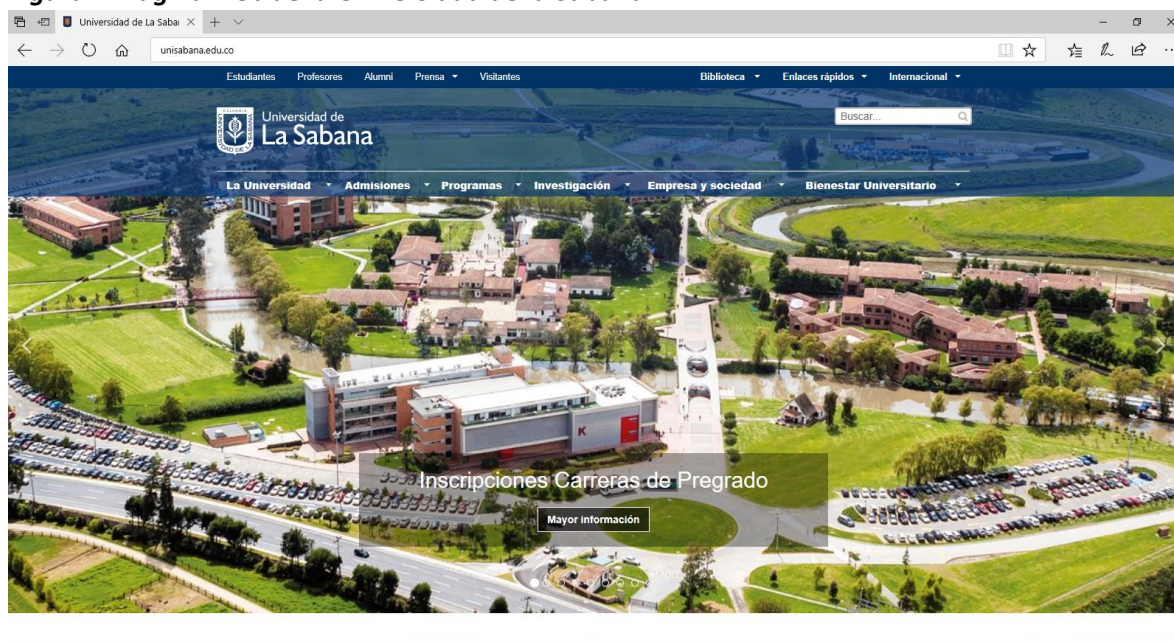 Universidad de La Saba
unisabana.edu.co
Estudiantes Profesores Alumni Prensa Visitantes Biblioteca Enlaces rápidos Internacional
Universidad de
La Sabana
Buscar...
La Universidad Admisiones Programas Investigación Empresa y sociedad Bienestar Universitario
K
Inscripciones Carreras de Pregrado
Mayor información